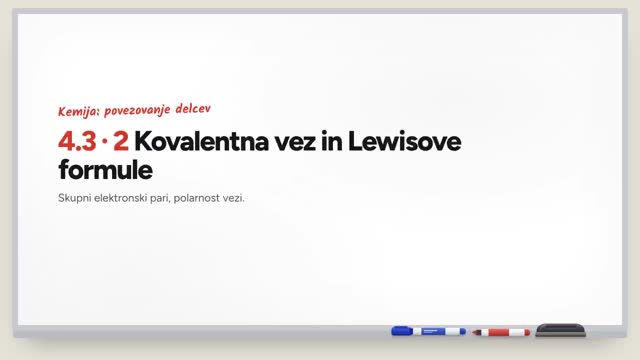 Kemija: povezovanje delcev
4.3 · 2 Kovalentna vez in Lewisove
formule
Skupni elektronski pari, polarnost vezi.